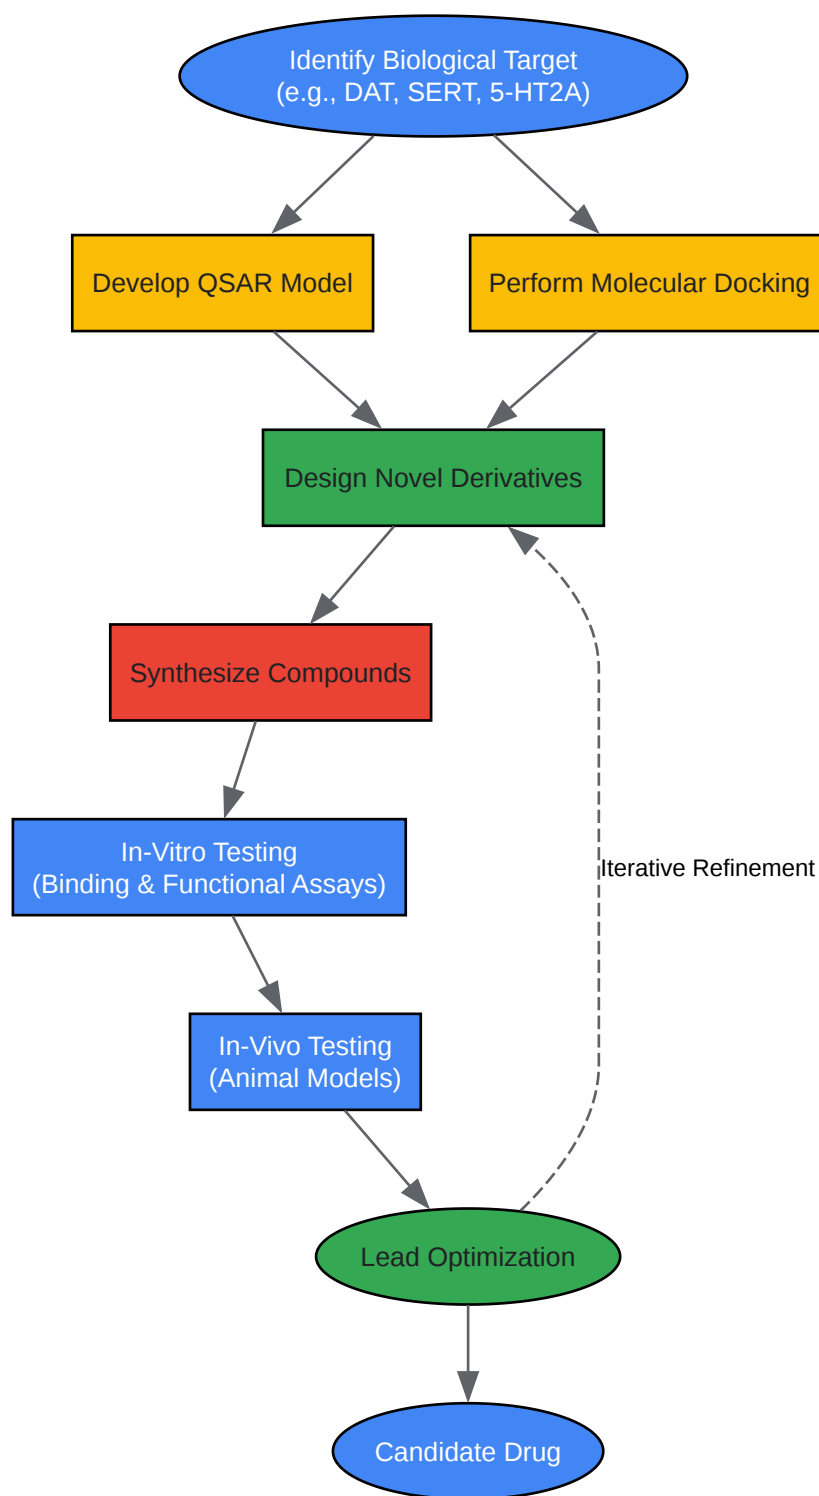 Identify Biological Target
(e.g., DAT, SERT, 5-HT2A)
Develop QSAR Model
Perform Molecular Docking
Design Novel Derivatives
Synthesize Compounds
In-Vitro Testing
(Binding & Functional Assays)
Iterative Refinement
In-Vivo Testing
(Animal Models)
Lead Optimization
Candidate Drug